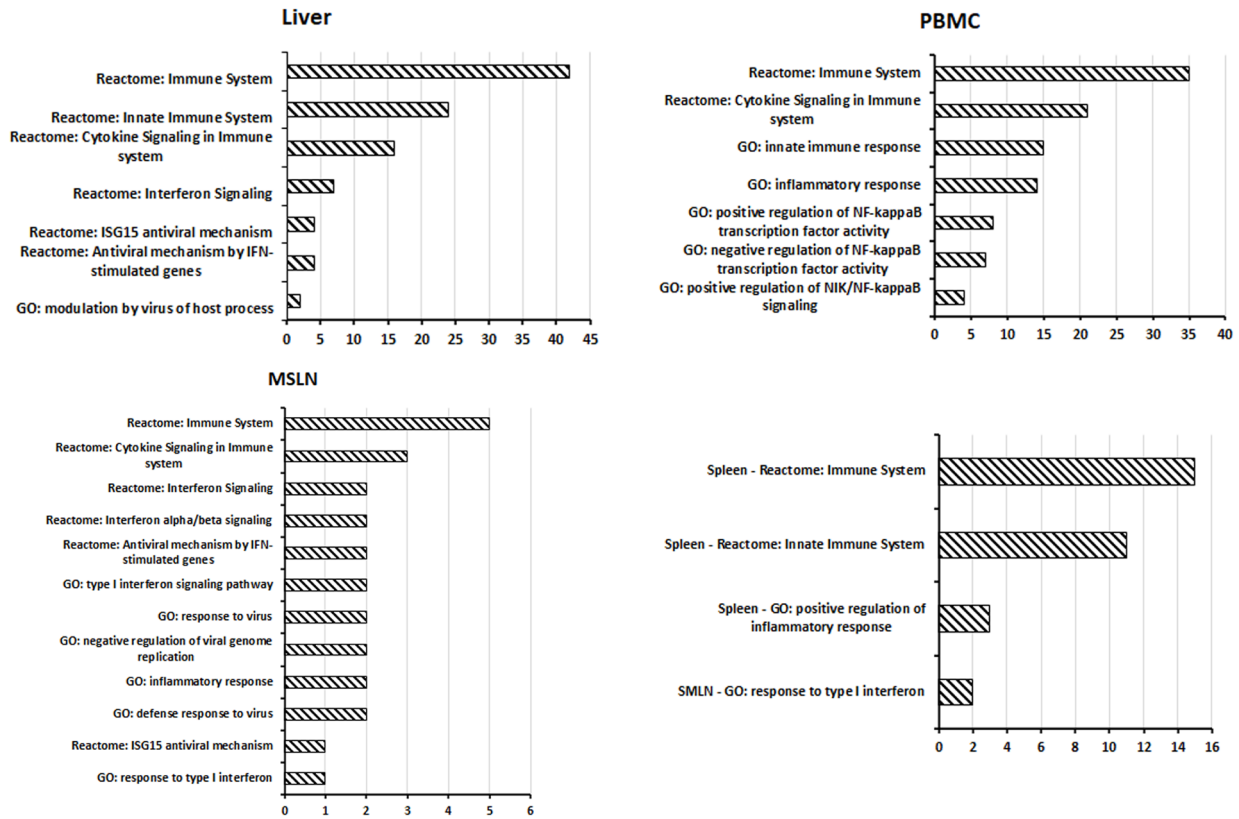 Liver
Reactome: Immune System
Reactome: Innate Immune System
Reactome: Cytokine Signaling in Immune
system
Reactome: Interferon Signaling
Reactome: ISG15 antiviral mechanism
Reactome: Antiviral mechanism by IFN-
stimulated genes
GO: modulation by virus of host process
0 5 10 15 20 25 30 35 40 45
PBMC
Reactome: Immune System
Reactome: Cytokine Signaling in Immune
system
GO: innate immune response
GO: inflammatory response
GO: positive regulation of NF-kappaB
transcription factor activity
GO: negative regulation of NF-kappaB
transcription factor activity
GO: positive regulation of NIK/NF-kappaB
signaling
0 5 10 15 20 25 30 35 40
MSLN
Reactome: Immune System
Reactome: Cytokine Signaling in Immune
system
Reactome: Interferon Signaling
Reactome: Interferon alpha/beta signaling
Reactome: Antiviral mechanism by IFN-
stimulated genes
GO: type I interferon signaling pathway
GO: response to virus
GO: negative regulation of viral genome
replication
GO: inflammatory response
GO: defense response to virus
Reactome: ISG15 antiviral mechanism
GO: response to type I interferon
0 1 2 3 4 5 6
Spleen - Reactome: Immune System
Spleen - Reactome: Innate Immune System
Spleen - GO: positive regulation of
inflammatory response
SMLN - GO: response to type I interferon
0 2 4 6 8 10 11 14 16